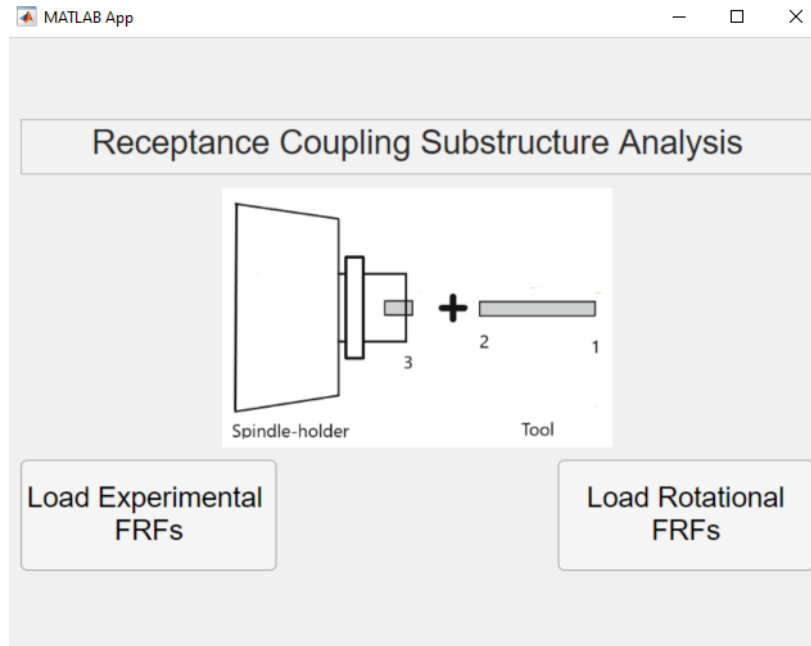 MATLAB App
Receptance Coupling Substructure Analysis
3
2
1
Spindle-holder
Tool
Load Experimental
FRFs
Load Rotational
FRFs